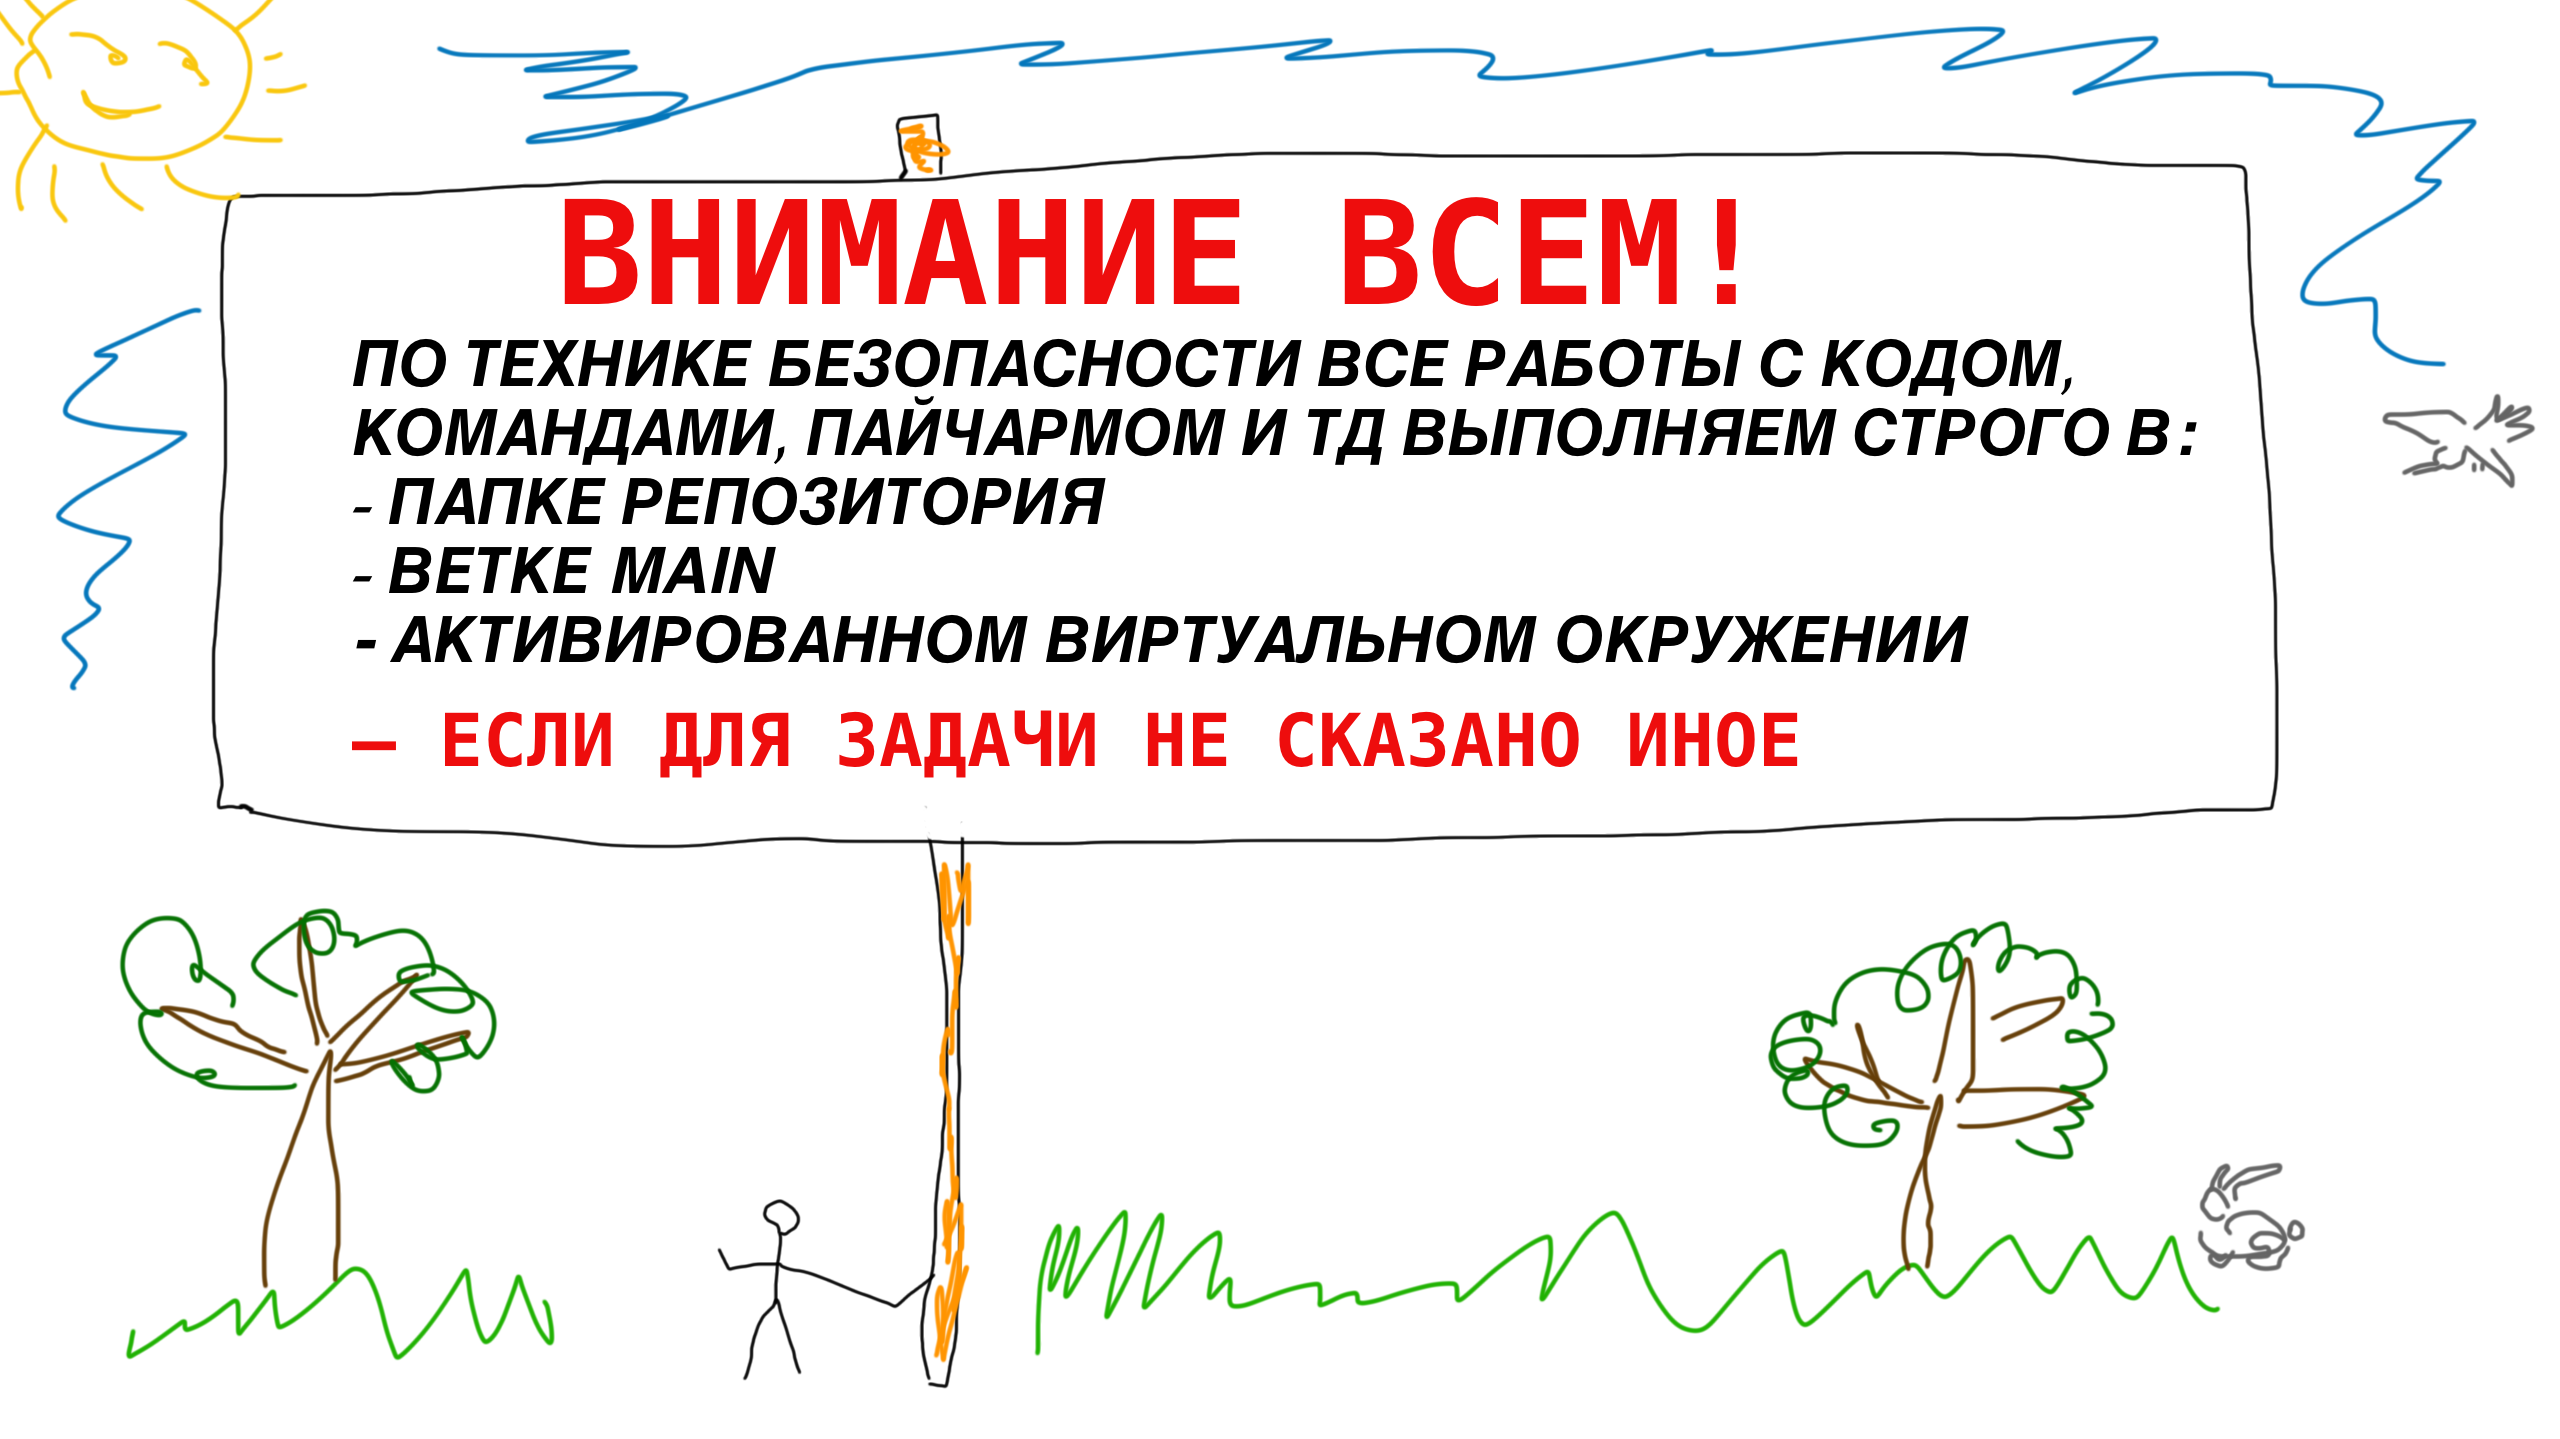 ВНИМАНИЕ ВСЕМ!
ПО ТЕХНИКЕ БЕЗОПАСНОСТИ ВСЕ РАБОТЫ С КОДОМ,
КОМАНДАМИ, ПАЙЧАРМОМ И ТД ВЫПОЛНЯЕМ СТРОГО В:
- ПАПКЕ РЕПОЗИТОРИЯ
- ВЕТКЕ MAIN
- АКТИВИРОВАННОМ ВИРТУАЛЬНОМ ОКРУЖЕНИИ
— ЕСЛИ ДЛЯ ЗАДАЧИ НЕ СКАЗАНО ИНОЕ